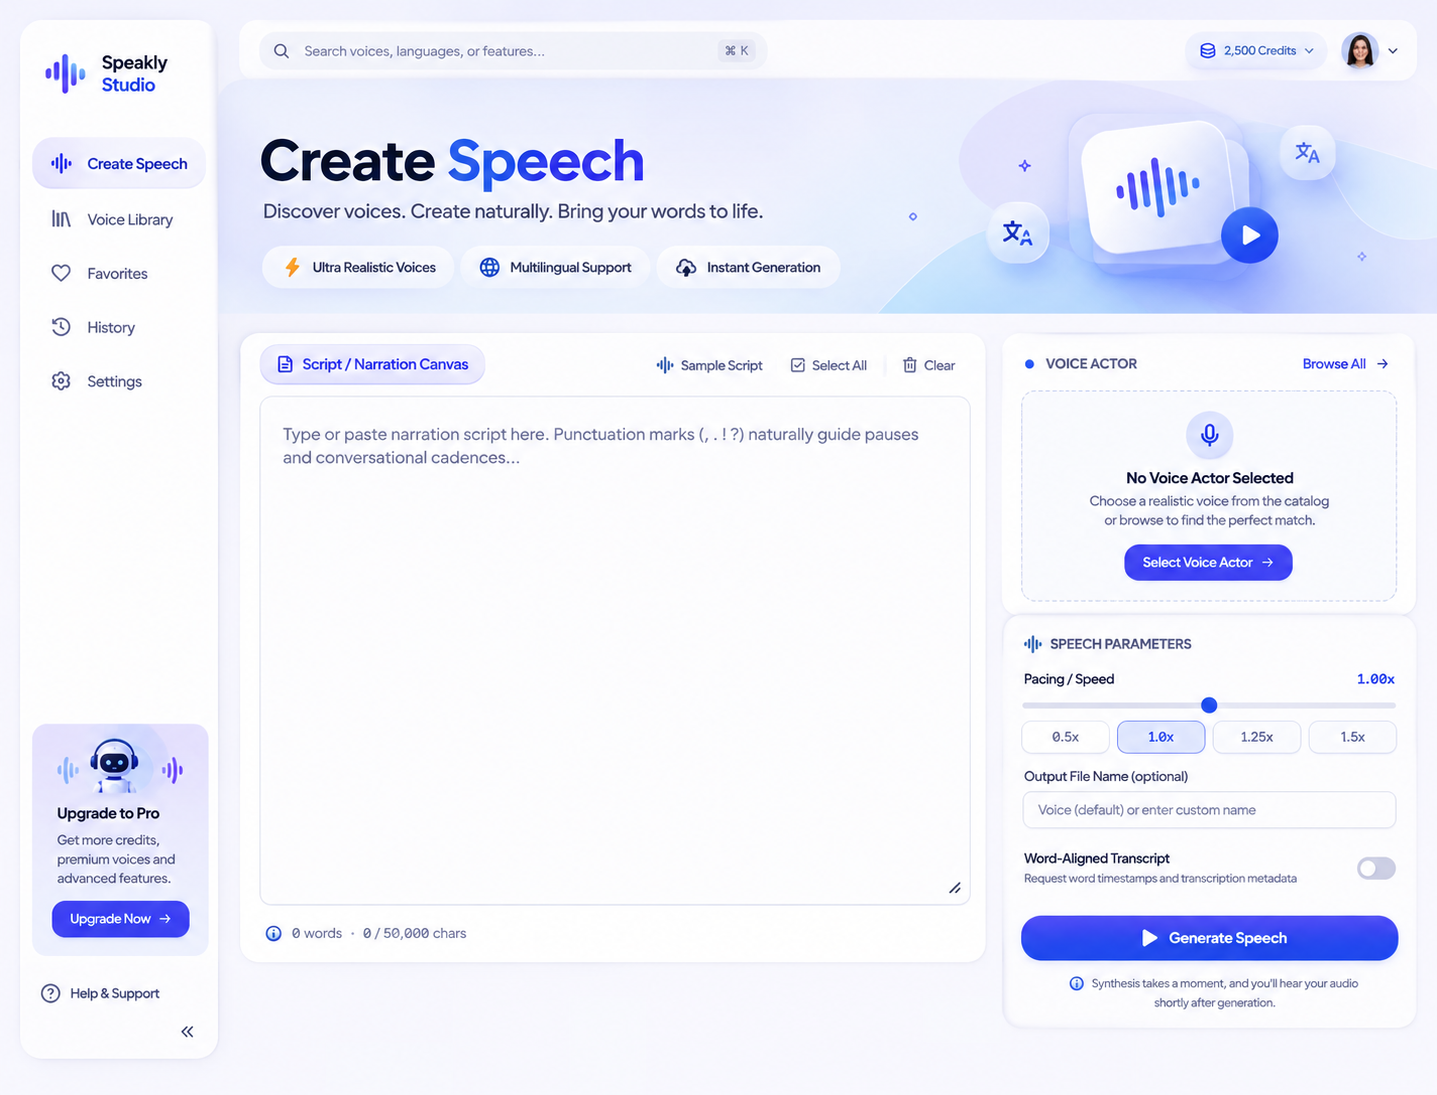 Speakly
Studio
Create Speech
Voice Library
Favorites
History
Settings
Upgrade to Pro
Get more credits,
premium voices and
advanced features.
Upgrade Now →
Help & Support
Search voices, languages, or features...
⌘ K
2,500 Credits
Create Speech
Discover voices. Create naturally. Bring your words to life.
Ultra Realistic Voices
Multilingual Support
Instant Generation
文A
文A
Script / Narration Canvas
Sample Script
Select All
Clear
Type or paste narration script here. Punctuation marks (, . ! ?) naturally guide pauses
and conversational cadences...
0 words • 0 / 50,000 chars
VOICE ACTOR
Browse All →
No Voice Actor Selected
Choose a realistic voice from the catalog
or browse to find the perfect match.
Select Voice Actor →
SPEECH PARAMETERS
Pacing / Speed
1.00x
0.5x
1.0x
1.25x
1.5x
Output File Name (optional)
Voice (default) or enter custom name
Word-Aligned Transcript
Request word timestamps and transcription metadata
Generate Speech
Synthesis takes a moment, and you'll hear your audio
shortly after generation.